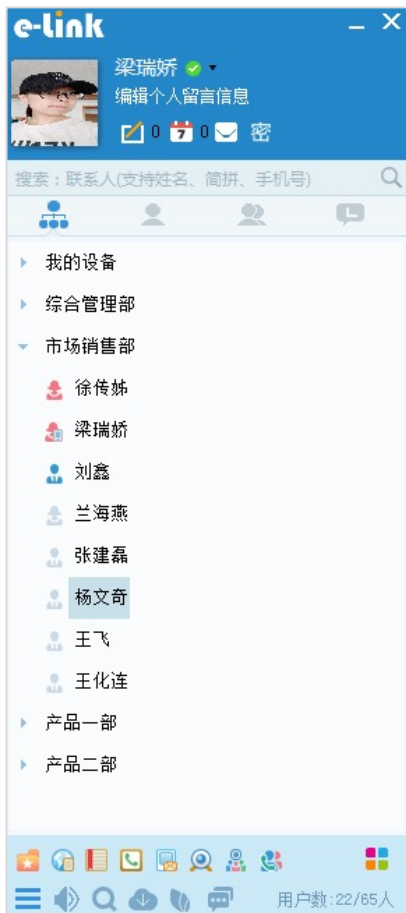 e-link
梁瑞娇
编辑个人留言信息
0 7 0 密
搜索:联系人(支持姓名、简拼、手机号)
我的设备
综合管理部
市场销售部
徐传姊
梁瑞娇
刘鑫
兰海燕
张建磊
杨文奇
王飞
王化连
产品一部
产品二部
用户数:22/65人